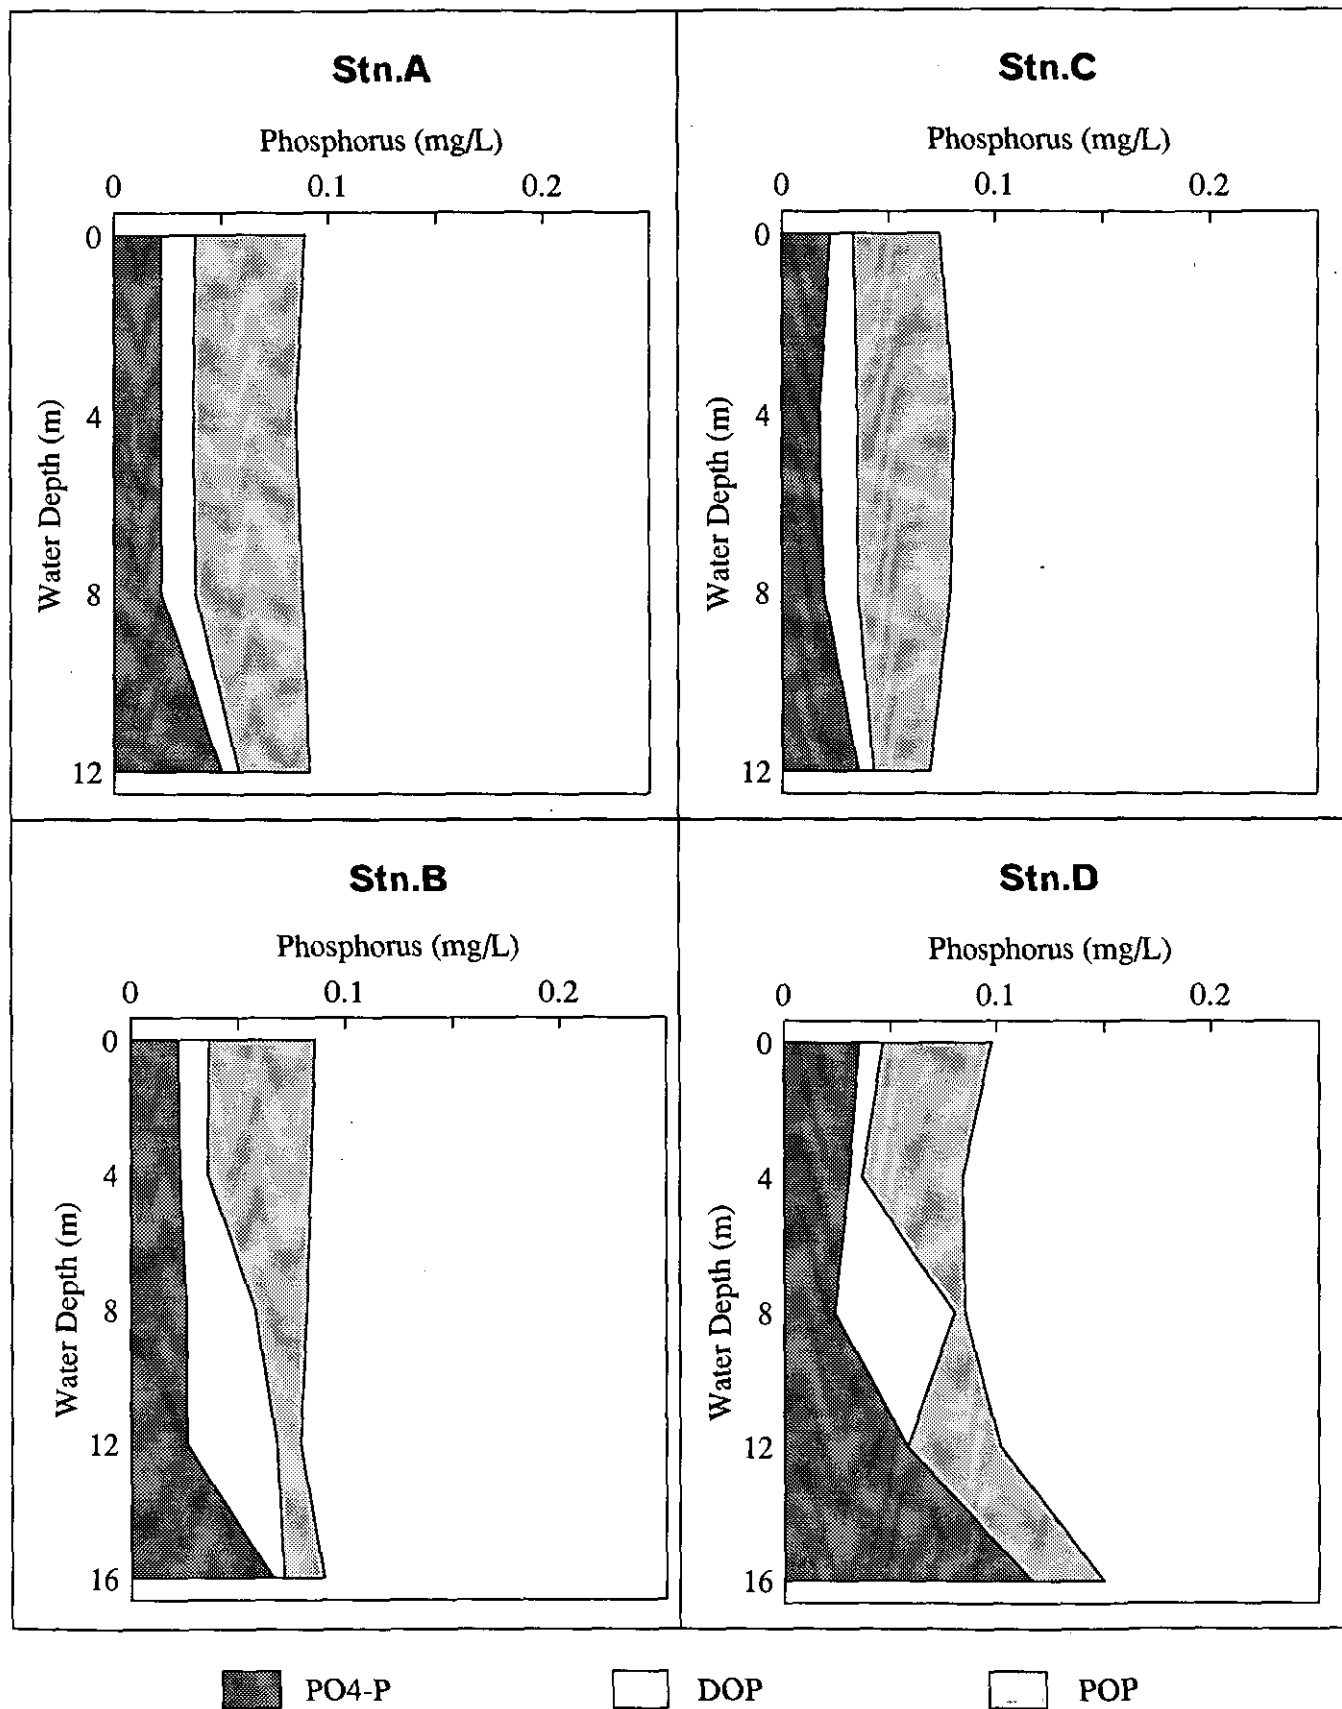 Stn.A
Phosphorus (mg/L)
0 0.1 0.2
0
4
8
12
Water Depth (m)
Stn.C
Phosphorus (mg/L)
0 0.1 0.2
0
4
8
12
Water Depth (m)
Stn.B
Phosphorus (mg/L)
0 0.1 0.2
0
4
8
12
16
Water Depth (m)
Stn.D
Phosphorus (mg/L)
0 0.1 0.2
0
4
8
12
16
Water Depth (m)
PO4-P DOP POP